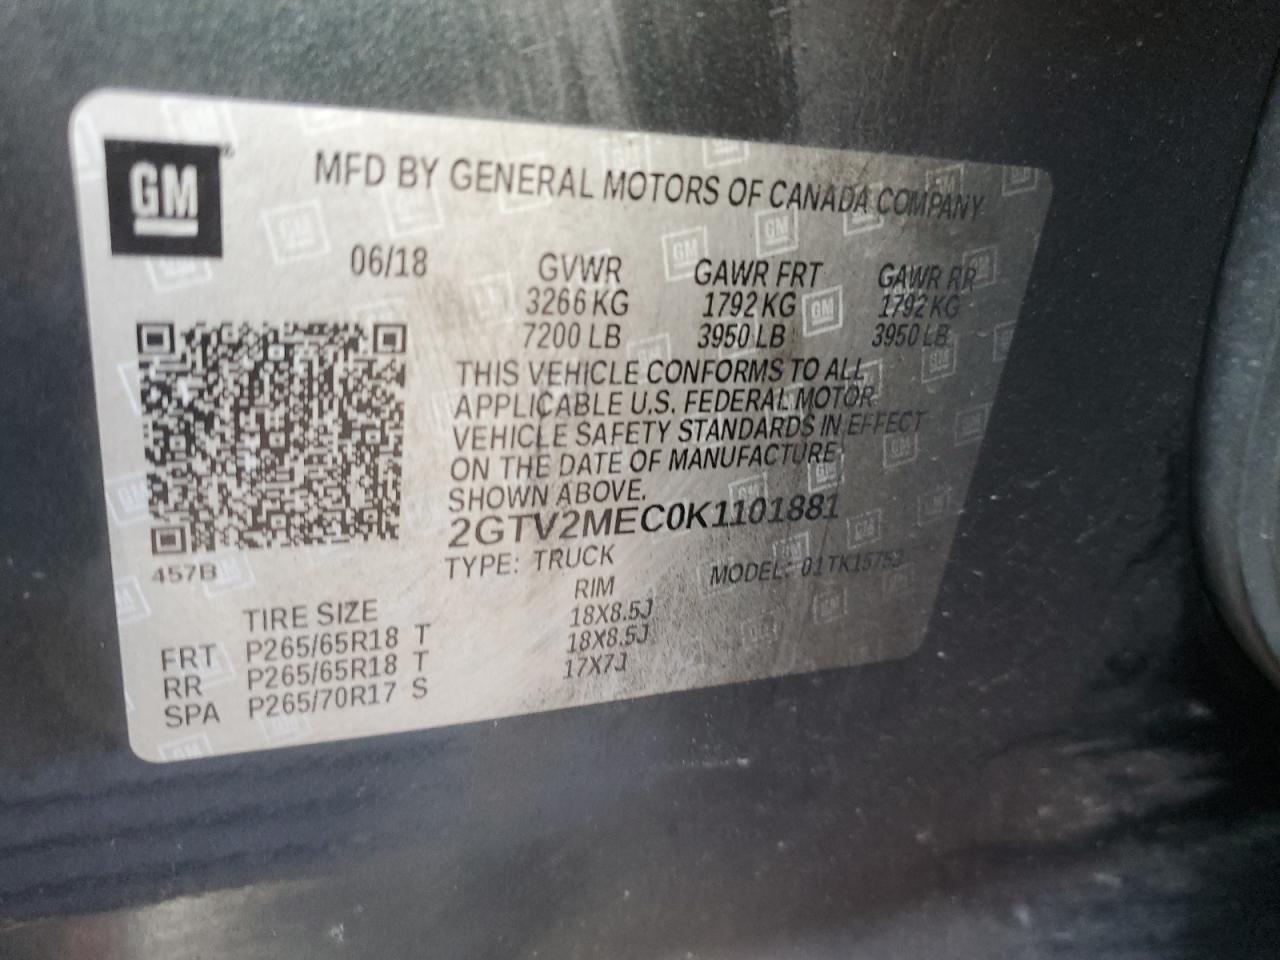 GM
MFD BY GENERAL MOTORS OF CANADA COMPANY
06/18 GVWR GAWR FRT GAWR RR
3266 KG 1792 KG 1792 KG
7200 LB 3950 LB 3950 LB
THIS VEHICLE CONFORMS TO ALL
APPLICABLE U.S. FEDERAL MOTOR
VEHICLE SAFETY STANDARDS IN EFFECT
ON THE DATE OF MANUFACTURE
SHOWN ABOVE.
2GTV2MEC0K1101881
457B
TYPE: TRUCK MODEL: 01TK15753
TIRE SIZE RIM
FRT P265/65R18 T 18X8.5J
RR P265/65R18 T 18X8.5J
SPA P265/70R17 S 17X7J